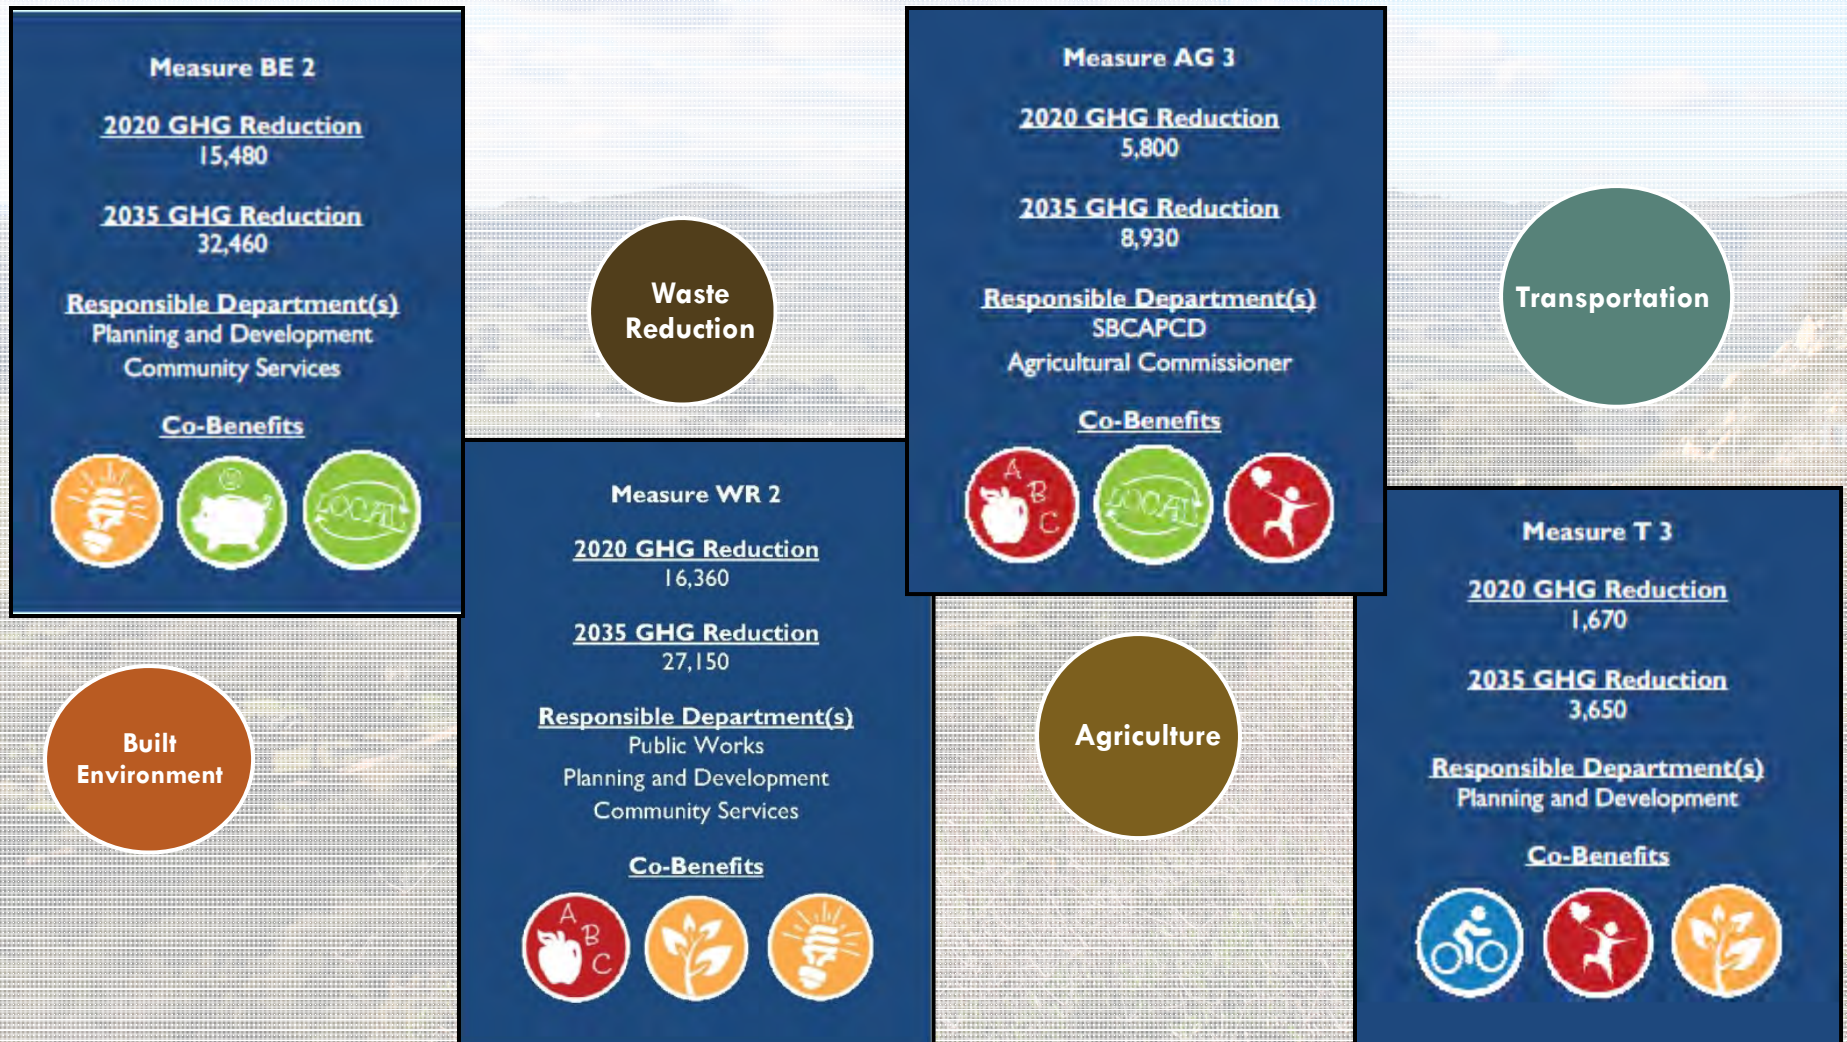 Measure BE 2
2020 GHG Reduction
15,480
2035 GHG Reduction
32,460
Responsible Department(s)
Planning and Development
Community Services
Co-Benefits
LOCAL
Built
Environment
Waste
Reduction
Measure WR 2
2020 GHG Reduction
16,360
2035 GHG Reduction
27,150
Responsible Department(s)
Public Works
Planning and Development
Community Services
Co-Benefits
A
B
C
Measure AG 3
2020 GHG Reduction
5,800
2035 GHG Reduction
8,930
Responsible Department(s)
SBCAPCD
Agricultural Commissioner
Co-Benefits
A
B
C
LOCAL
Agriculture
Transportation
Measure T 3
2020 GHG Reduction
1,670
2035 GHG Reduction
3,650
Responsible Department(s)
Planning and Development
Co-Benefits